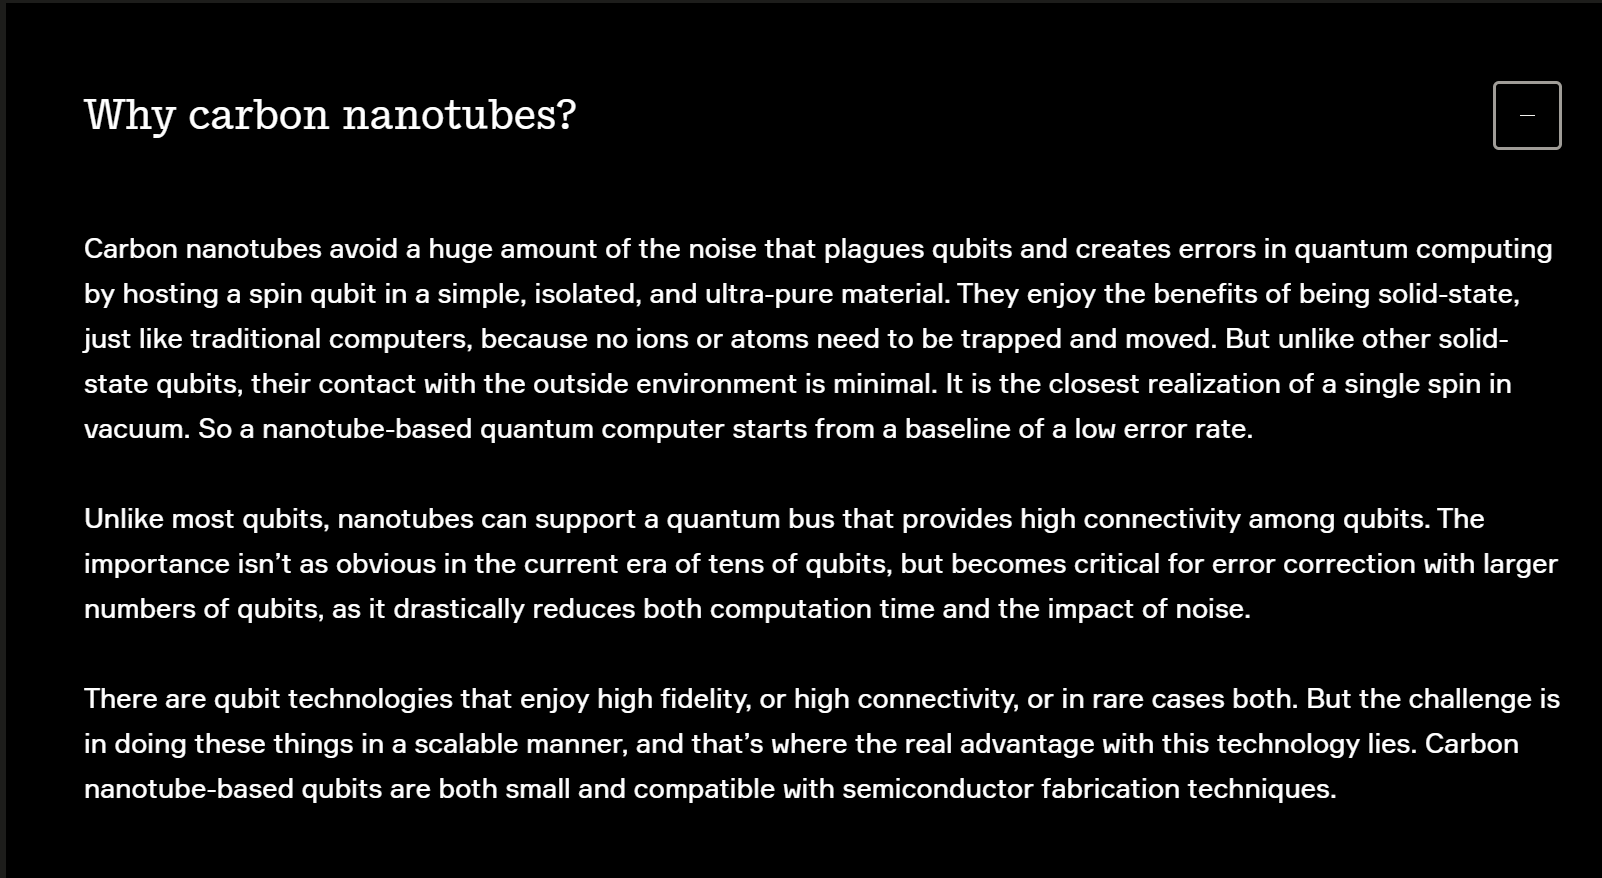 Why carbon nanotubes?
Carbon nanotubes avoid a huge amount of the noise that plagues qubits and creates errors in quantum computing
by hosting a spin qubit in a simple, isolated, and ultra-pure material. They enjoy the benefits of being solid-state,
just like traditional computers, because no ions or atoms need to be trapped and moved. But unlike other solid-
state qubits, their contact with the outside environment is minimal. It is the closest realization of a single spin in
vacuum. So a nanotube-based quantum computer starts from a baseline of a low error rate.
Unlike most qubits, nanotubes can support a quantum bus that provides high connectivity among qubits. The
importance isn’t as obvious in the current era of tens of qubits, but becomes critical for error correction with larger
numbers of qubits, as it drastically reduces both computation time and the impact of noise.
There are qubit technologies that enjoy high fidelity, or high connectivity, or in rare cases both. But the challenge is
in doing these things in a scalable manner, and that’s where the real advantage with this technology lies. Carbon
nanotube-based qubits are both small and compatible with semiconductor fabrication techniques.